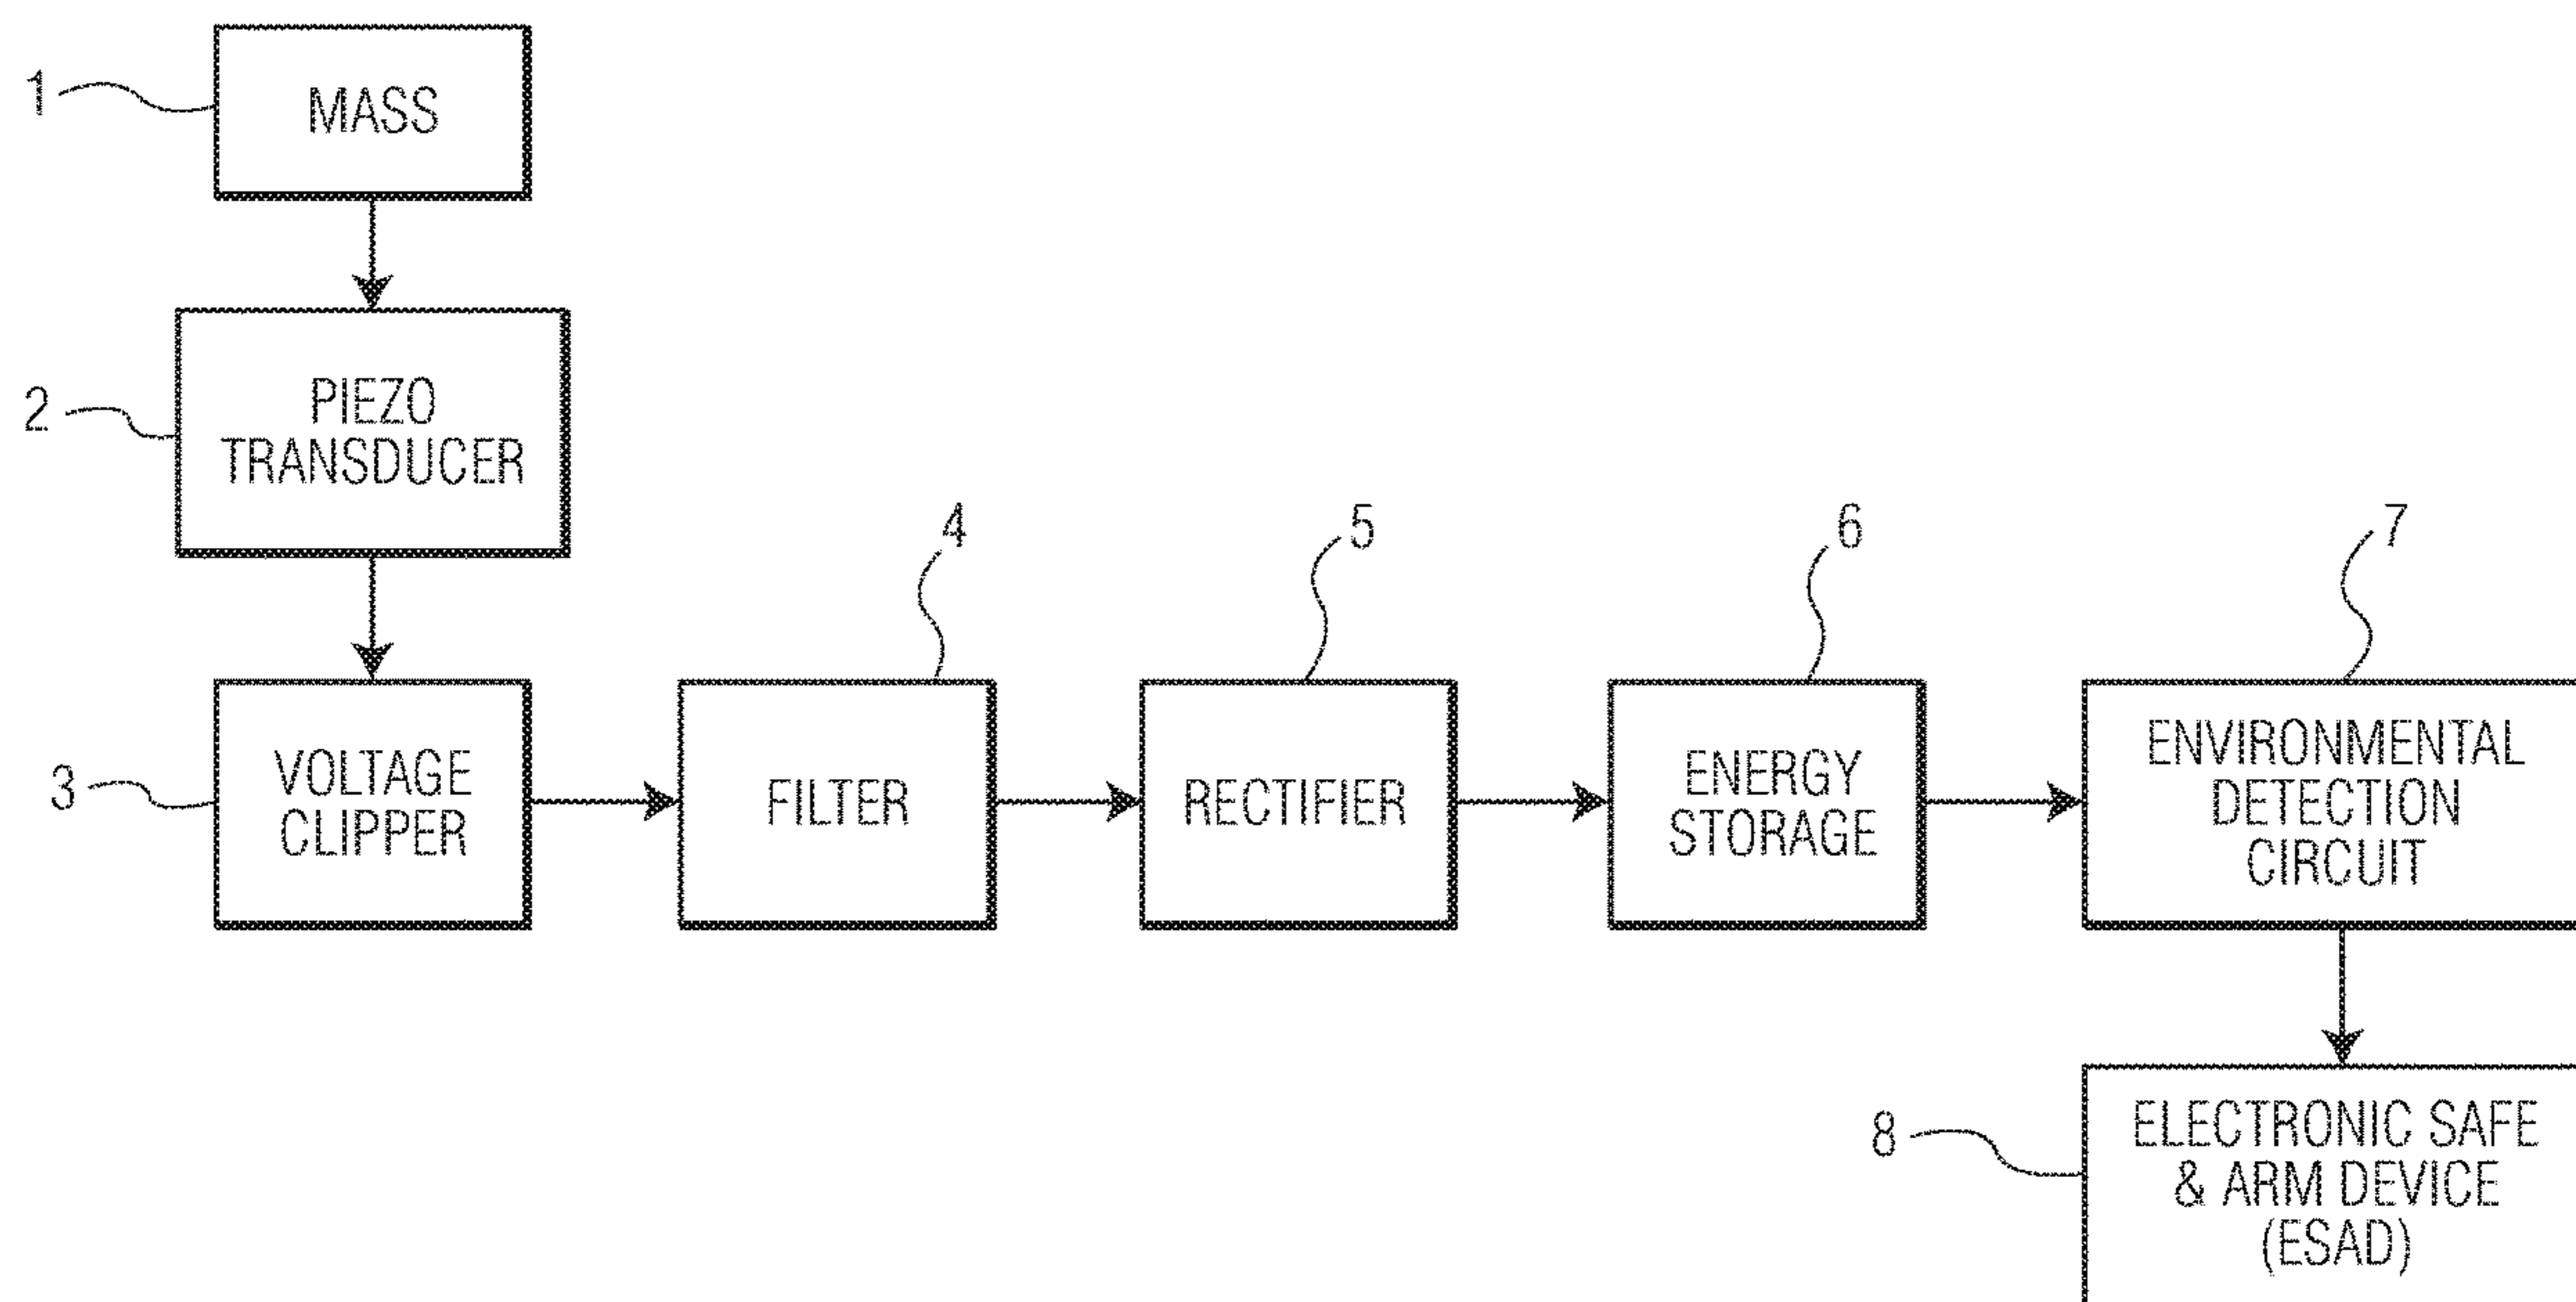 1
MASS
2
PIEZO
TRANSDUCER
3
VOLTAGE
CLIPPER
4
FILTER
5
RECTIFIER
6
ENERGY
STORAGE
7
ENVIRONMENTAL
DETECTION
CIRCUIT
8
ELECTRONIC SAFE
& ARM DEVICE
(ESAD)